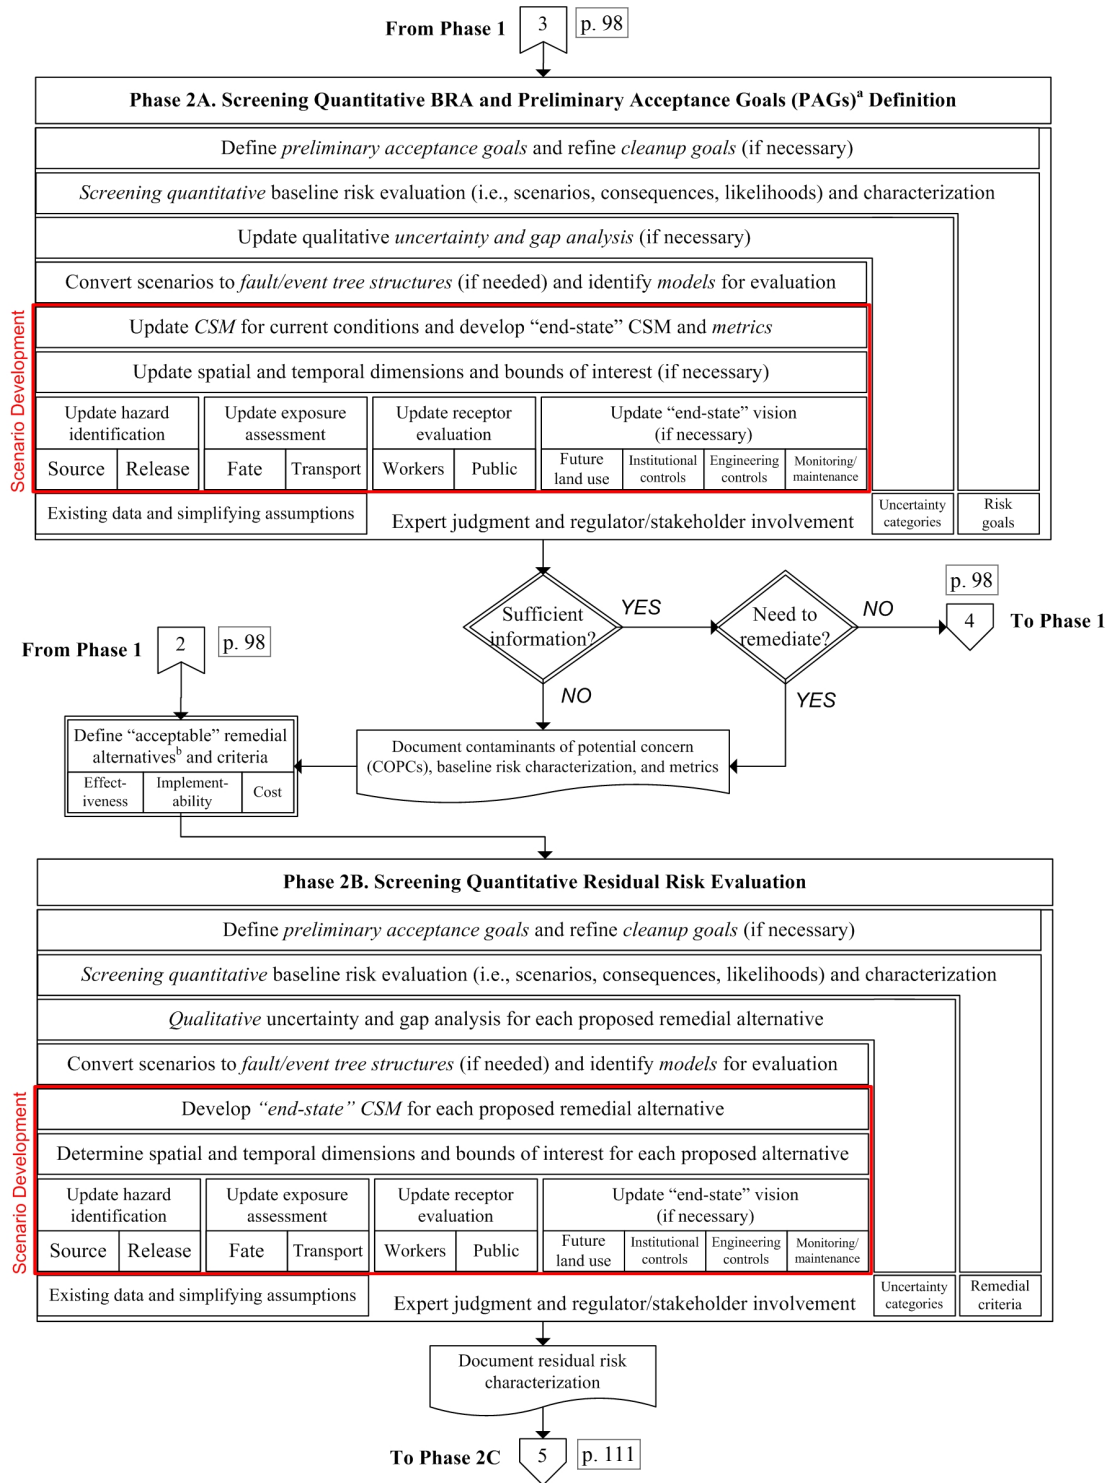 From Phase 1
3
p. 98
Phase 2A. Screening Quantitative BRA and Preliminary Acceptance Goals (PAGs)a Definition
Define preliminary acceptance goals and refine cleanup goals (if necessary)
Screening quantitative baseline risk evaluation (i.e., scenarios, consequences, likelihoods) and characterization
Update qualitative uncertainty and gap analysis (if necessary)
Convert scenarios to fault/event tree structures (if needed) and identify models for evaluation
Scenario Development
Update CSM for current conditions and develop “end-state” CSM and metrics
Update spatial and temporal dimensions and bounds of interest (if necessary)
Update hazard
identification
Source
Release
Update exposure
assessment
Fate
Transport
Update receptor
evaluation
Workers
Public
Update “end-state” vision
(if necessary)
Future
land use
Institutional
controls
Engineering
controls
Monitoring/
maintenance
Existing data and simplifying assumptions
Expert judgment and regulator/stakeholder involvement
Uncertainty
categories
Risk
goals
Sufficient
information?
YES
Need to
remediate?
NO
p. 98
4
To Phase 1
From Phase 1
2
p. 98
NO
YES
Define “acceptable” remedial
alternativesb and criteria
Effect-
iveness
Implement-
ability
Cost
Document contaminants of potential concern
(COPCs), baseline risk characterization, and metrics
Phase 2B. Screening Quantitative Residual Risk Evaluation
Define preliminary acceptance goals and refine cleanup goals (if necessary)
Screening quantitative baseline risk evaluation (i.e., scenarios, consequences, likelihoods) and characterization
Qualitative uncertainty and gap analysis for each proposed remedial alternative
Convert scenarios to fault/event tree structures (if needed) and identify models for evaluation
Scenario Development
Develop “end-state” CSM for each proposed remedial alternative
Determine spatial and temporal dimensions and bounds of interest for each proposed alternative
Update hazard
identification
Source
Release
Update exposure
assessment
Fate
Transport
Update receptor
evaluation
Workers
Public
Update “end-state” vision
(if necessary)
Future
land use
Institutional
controls
Engineering
controls
Monitoring/
maintenance
Existing data and simplifying assumptions
Expert judgment and regulator/stakeholder involvement
Uncertainty
categories
Remedial
criteria
Document residual risk
characterization
To Phase 2C
5
p. 111